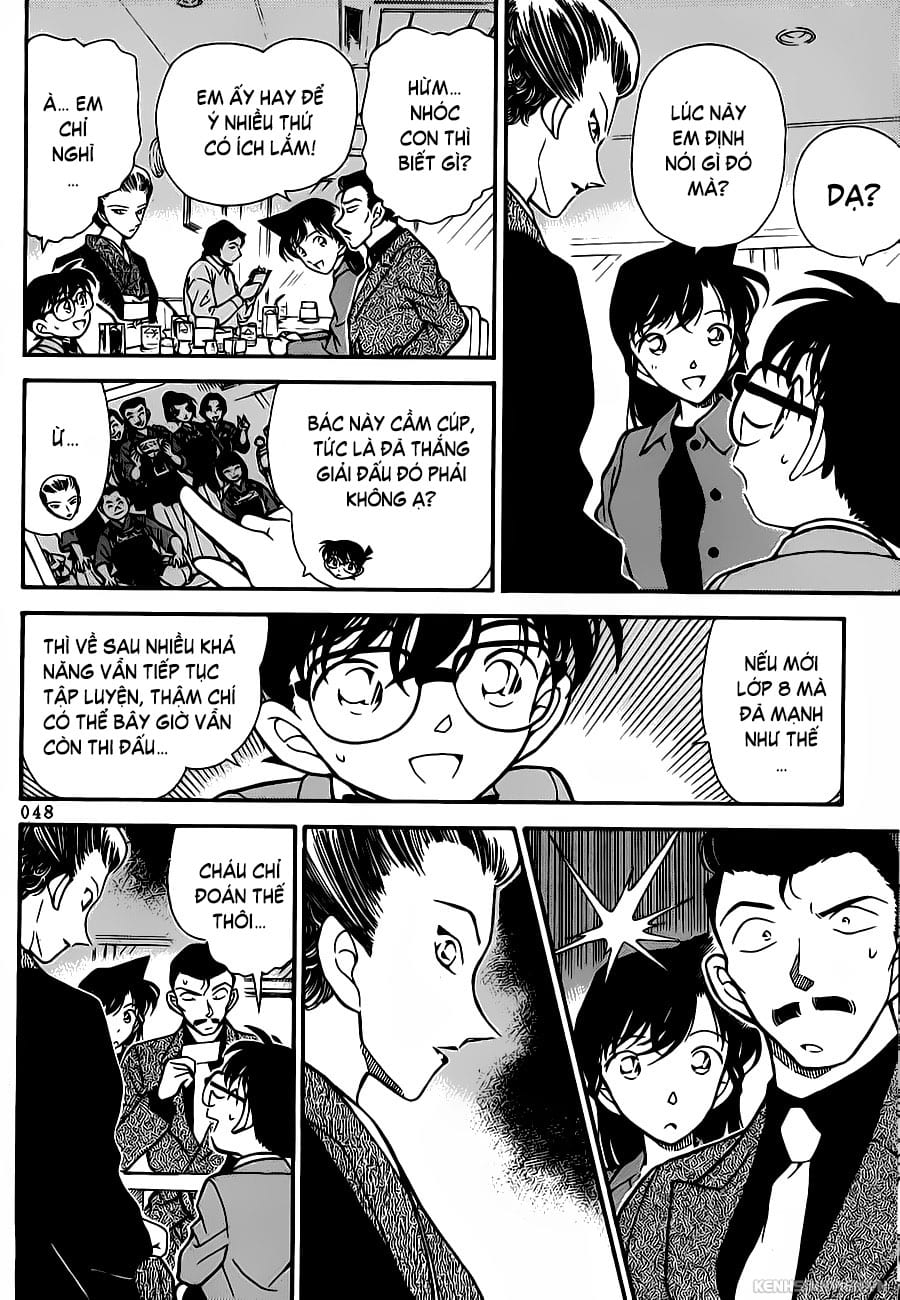 DẠ?
LÚC NÃY
EM ĐỊNH
NÓI GÌ ĐÓ
MÀ?
HỪM...
NHÓC
CON THÌ
BIẾT GÌ?
EM ẤY HAY ĐỂ
Ý NHIỀU THỨ
CÓ ÍCH LẮM!
À... EM
CHỈ
NGHĨ
...
BÁC NÀY CẦM CÚP,
TỨC LÀ ĐÃ THẮNG
GIẢI ĐẤU ĐÓ PHẢI
KHÔNG Ạ?
Ừ...
NẾU MỚI
LỚP 8 MÀ
ĐÃ MẠNH
NHƯ THẾ
...
THÌ VỀ SAU NHIỀU KHẢ
NĂNG VẪN TIẾP TỤC
TẬP LUYỆN, THẬM CHÍ
CÓ THỂ BÂY GIỜ VẪN
CÒN THI ĐẤU...
048
CHÁU CHỈ
ĐOÁN THẾ
THÔI...